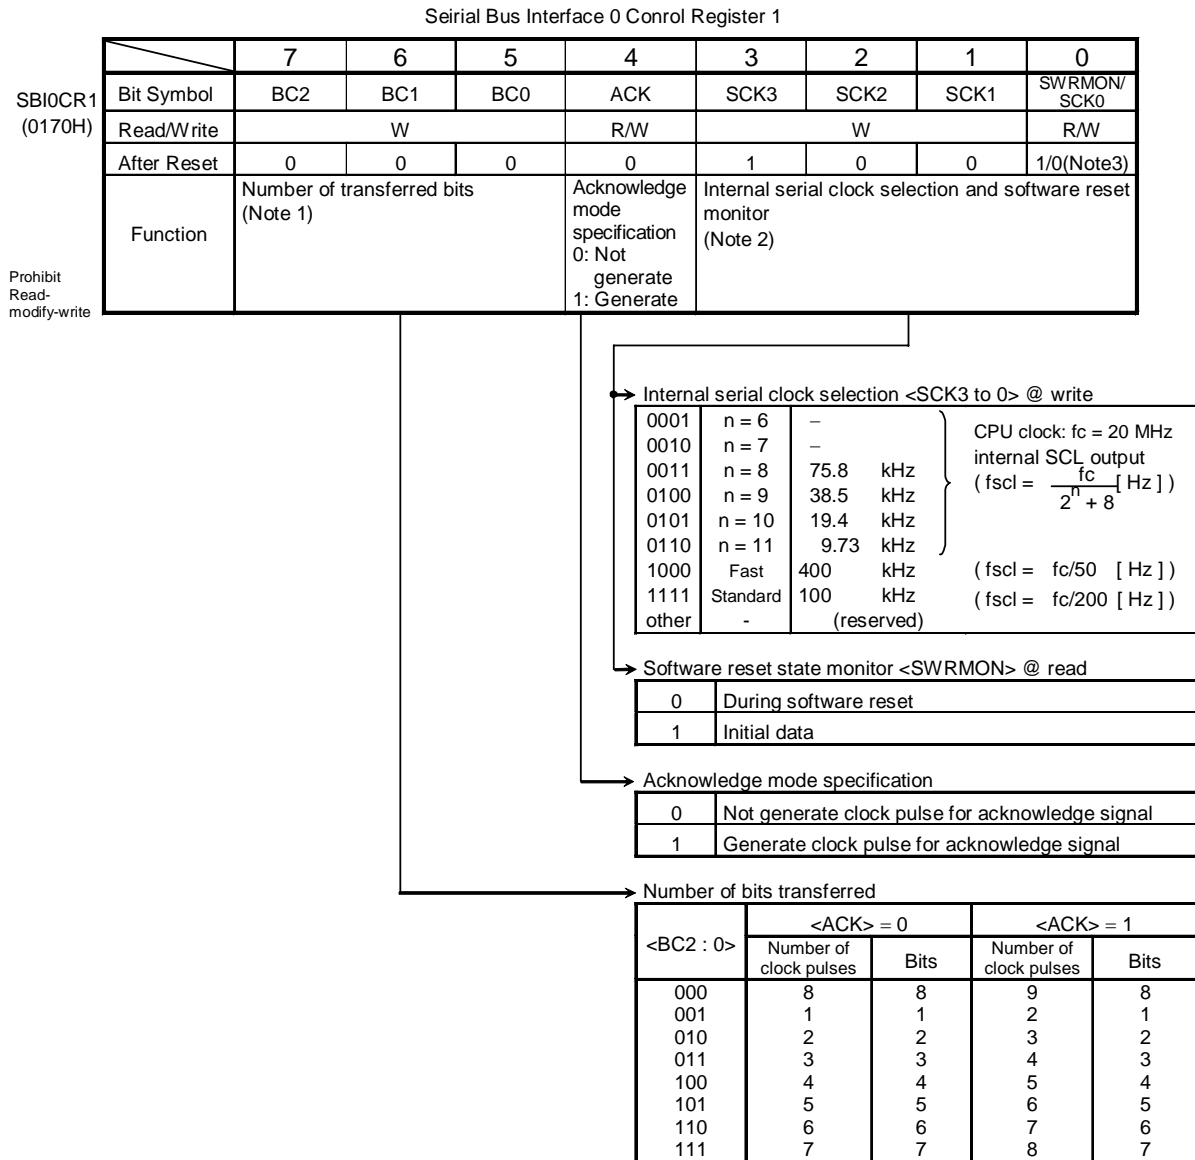 Seirial Bus Interface 0 Conrol Register 1
7 6 5 4 3 2 1 0
SBI0CR1
(0170H)
Bit Symbol BC2 BC1 BC0 ACK SCK3 SCK2 SCK1 SWRMON/
SCK0
Read/Write W R/W W R/W
After Reset 0 0 0 0 1 0 0 1/0(Note3)
Function
Number of transferred bits
(Note 1)
Acknowledge
mode
specification
0: Not
generate
1: Generate
Internal serial clock selection and software reset
monitor
(Note 2)
Prohibit
Read-
modify-write
Internal serial clock selection <SCK3 to 0> @ write
0001 n = 6 –
0010 n = 7 –
0011 n = 8 75.8 kHz
0100 n = 9 38.5 kHz
0101 n = 10 19.4 kHz
0110 n = 11 9.73 kHz
1000 Fast 400 kHz ( fscl = fc/50 [ Hz ] )
1111 Standard 100 kHz ( fscl = fc/200 [ Hz ] )
other - (reserved)
CPU clock: fc = 20 MHz
internal SCL output
( fscl = fc / 2^n + 8 [ Hz ] )
Software reset state monitor <SWRMON> @ read
0 During software reset
1 Initial data
Acknowledge mode specification
0 Not generate clock pulse for acknowledge signal
1 Generate clock pulse for acknowledge signal
Number of bits transferred
<BC2 : 0> <ACK> = 0 <ACK> = 1
Number of
clock pulses Bits Number of
clock pulses Bits
000 8 8 9 8
001 1 1 2 1
010 2 2 3 2
011 3 3 4 3
100 4 4 5 4
101 5 5 6 5
110 6 6 7 6
111 7 7 8 7